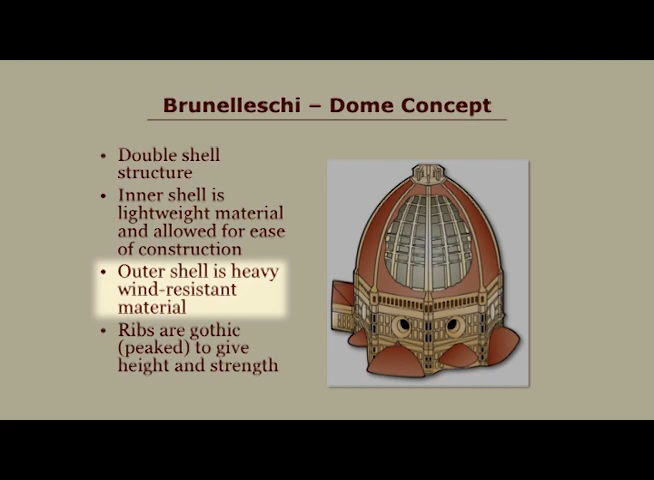 Brunelleschi – Dome Concept
• Double shell
structure
• Inner shell is
lightweight material
and allowed for ease
of construction
• Outer shell is heavy
wind-resistant
material
• Ribs are gothic
(peaked) to give
height and strength